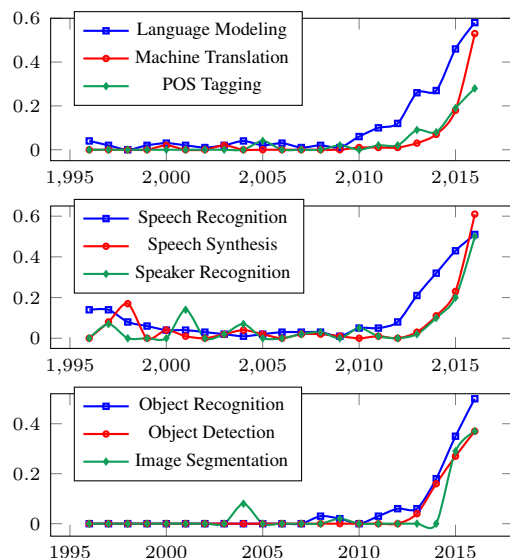 0.6
0.4
0.2
0
Language Modeling
Machine Translation
POS Tagging
1,995 2,000 2,005 2,010 2,015
0.6
0.4
0.2
0
Speech Recognition
Speech Synthesis
Speaker Recognition
1,995 2,000 2,005 2,010 2,015
0.4
0.2
0
Object Recognition
Object Detection
Image Segmentation
1995 2000 2005 2010 2015